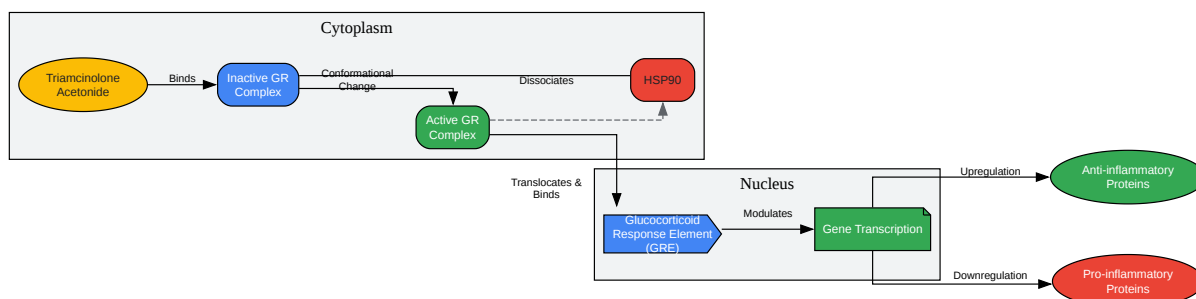 Cytoplasm
Triamcinolone
Acetonide
Binds
Inactive GR
Complex
Conformational
Change
Dissociates
HSP90
Active GR
Complex
Translocates &
Binds
Nucleus
Glucocorticoid
Response Element
(GRE)
Modulates
Gene Transcription
Upregulation
Anti-inflammatory
Proteins
Downregulation
Pro-inflammatory
Proteins